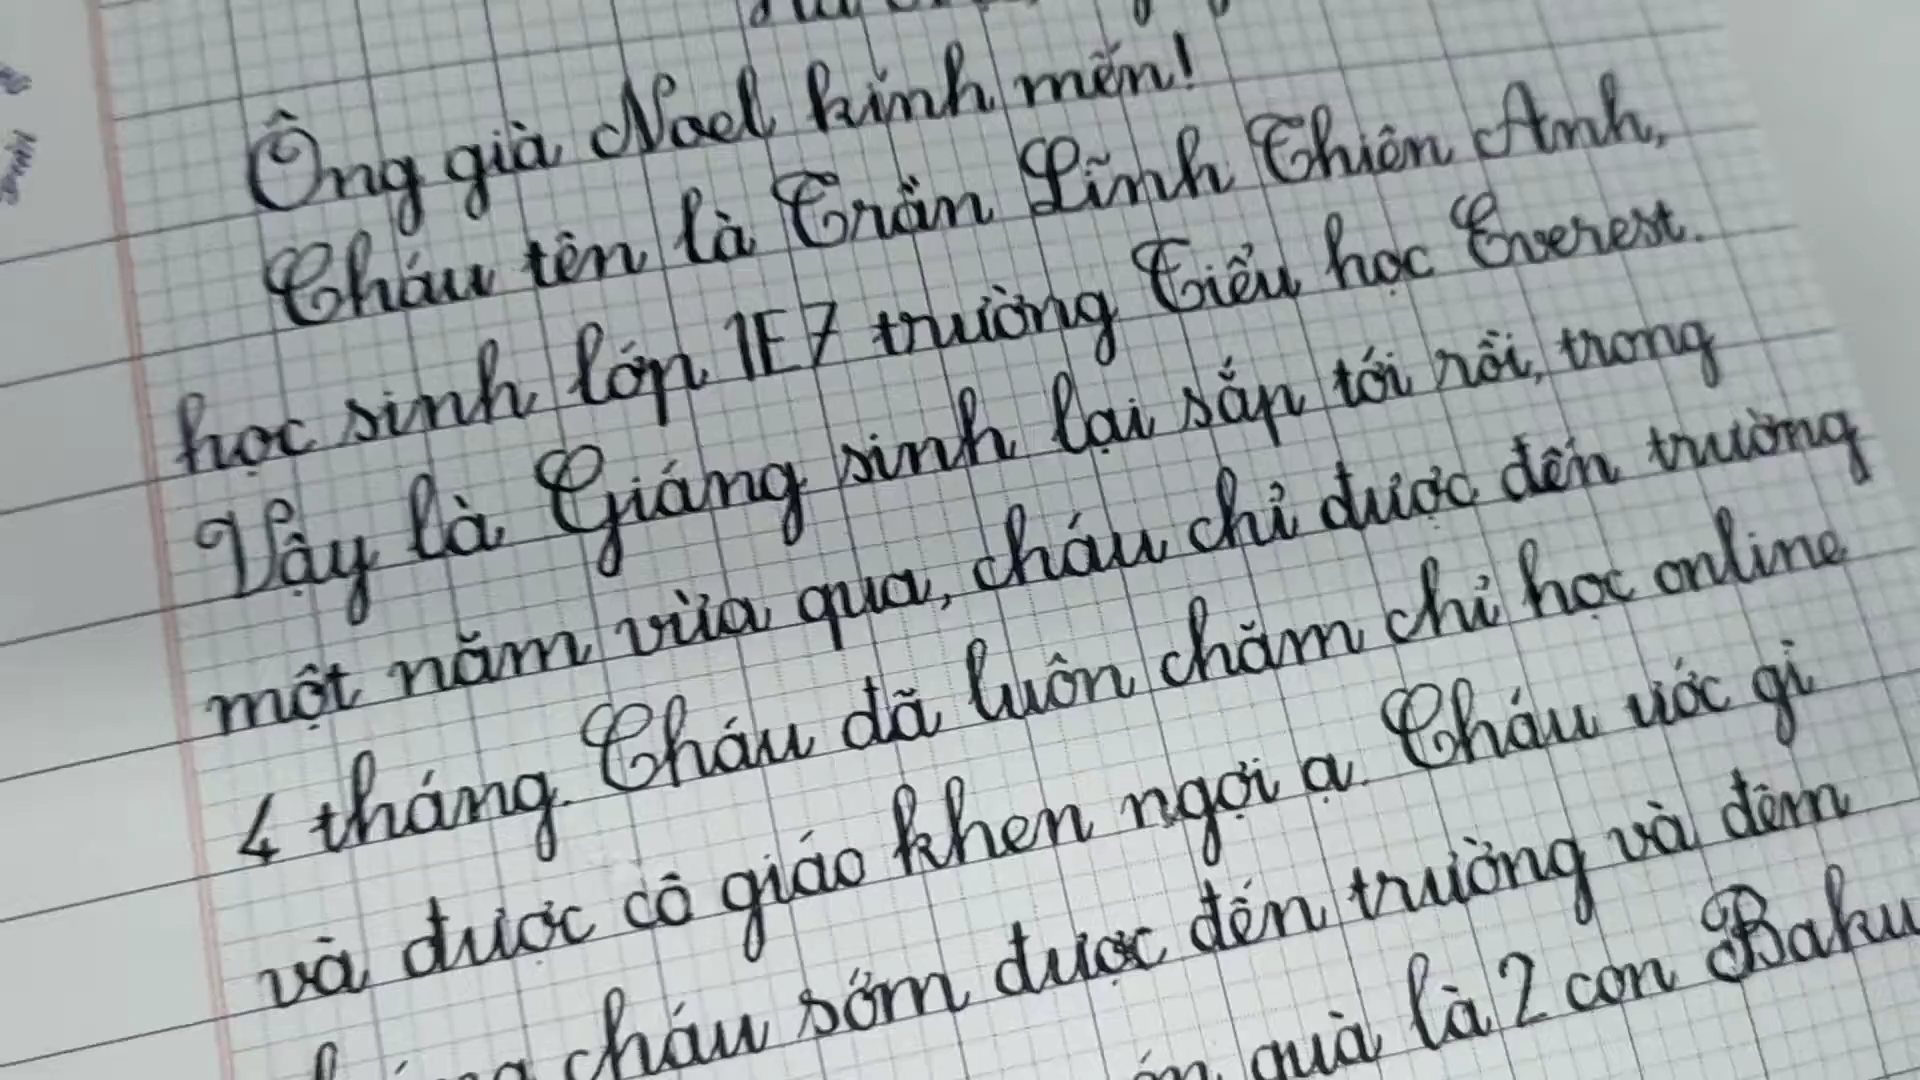 Ông già Noel kính mến!
Cháu tên là Trần Lĩnh Thiên Anh,
học sinh lớp 1E7 trường Tiểu học Everest.
Vậy là Giáng sinh lại sắp tới rồi, trong
một năm vừa qua, cháu chỉ được đến trường
4 tháng. Cháu đã luôn chăm chỉ học online
và được cô giáo khen ngợi ạ. Cháu ước gì
cháu sớm được đến trường và đêm
quà là 2 con Baku